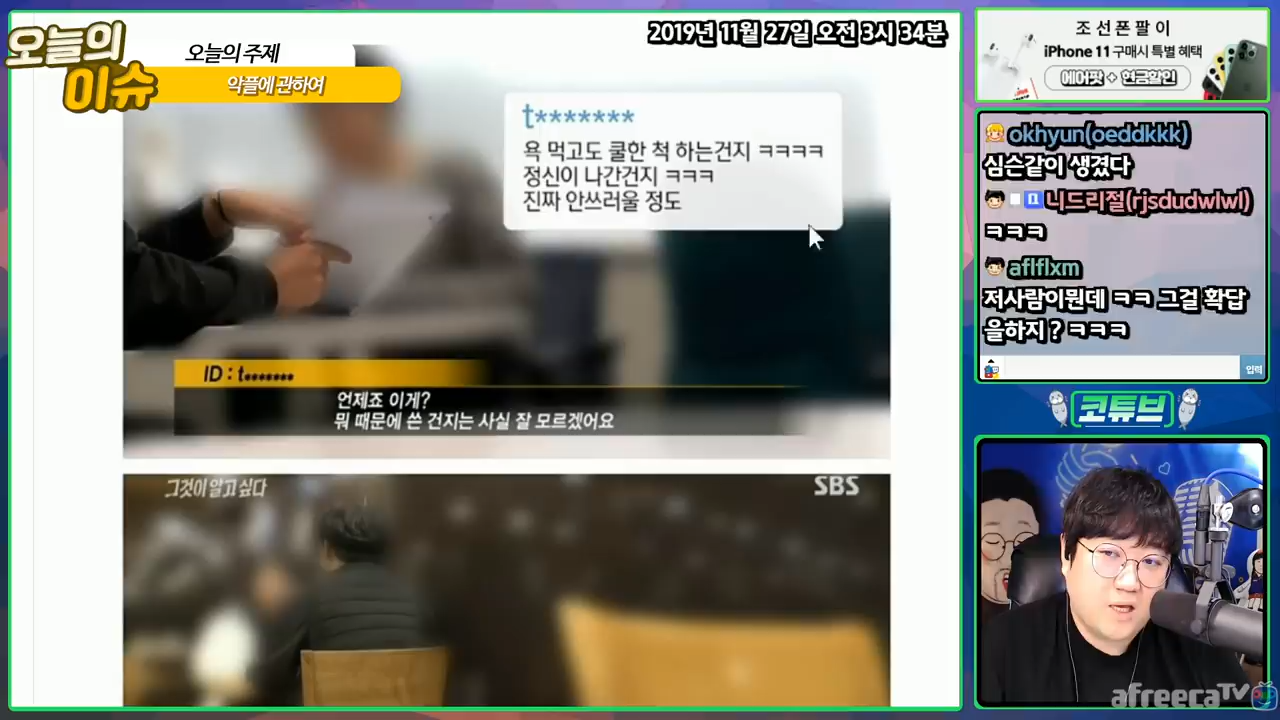 오늘의
이슈
오늘의 주제
악플에 관하여
2019년 11월 27일 오전 3시 34분
t*******
욕 먹고도 쿨한 척 하는건지 ㅋㅋㅋㅋ
정신이 나간건지 ㅋㅋㅋ
진짜 안쓰러울 정도
ID : t*******
언제죠 이게?
뭐 때문에 쓴 건지는 사실 잘 모르겠어요
그것이 알고 싶다
SBS
조선폰팔이
iPhone 11 구매시 특별 혜택
에어팟 + 현금할인
okhyun(oeddkkk)
심슨같이 생겼다
니드리절(rjsdudwlwl)
ㅋㅋㅋ
aflflxm
저사람이뭔데 ㅋㅋ 그걸 확답
을하지 ? ㅋㅋㅋ
입력
코튜브
afreecaTV